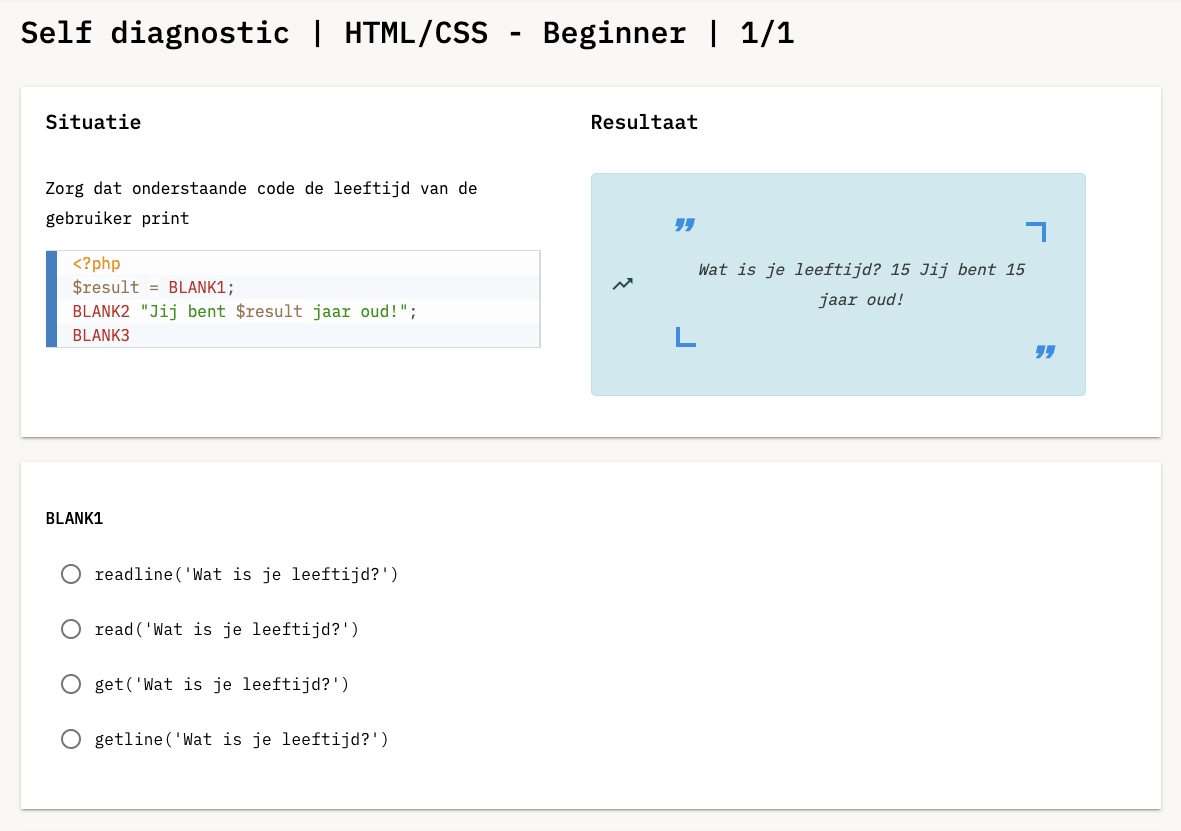 Self diagnostic | HTML/CSS - Beginner | 1/1
Situatie
Zorg dat onderstaande code de leeftijd van de
gebruiker print
<?php
$result = BLANK1;
BLANK2 "Jij bent $result jaar oud!";
BLANK3
Resultaat
Wat is je leeftijd? 15 Jij bent 15
jaar oud!
BLANK1
readline('Wat is je leeftijd?')
read('Wat is je leeftijd?')
get('Wat is je leeftijd?')
getline('Wat is je leeftijd?')